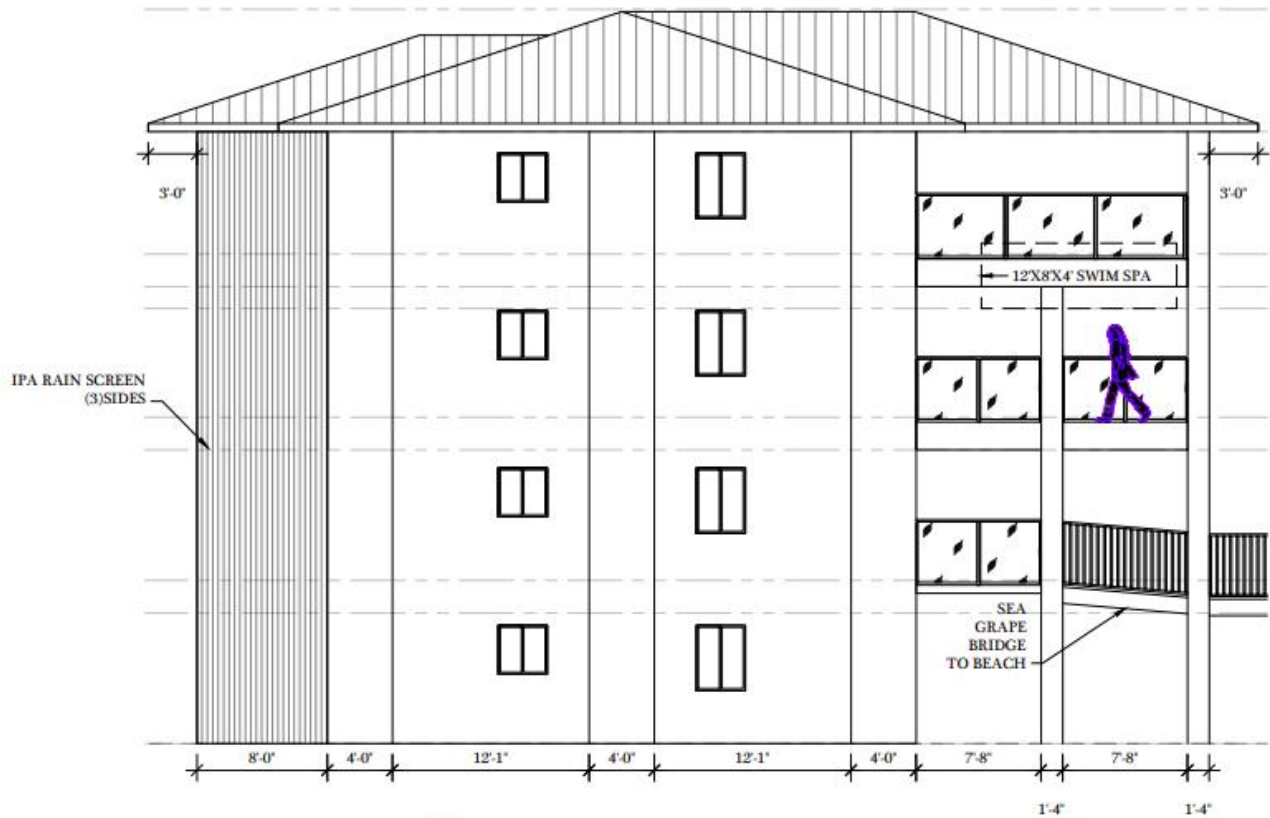 3'-0"
3'-0"
12'X8'X4' SWIM SPA
IPA RAIN SCREEN
(3)SIDES
SEA
GRAPE
BRIDGE
TO BEACH
8'-0" 4'-0" 12'-1" 4'-0" 12'-1" 4'-0" 7'-8" 7'-8"
1'-4" 1'-4"